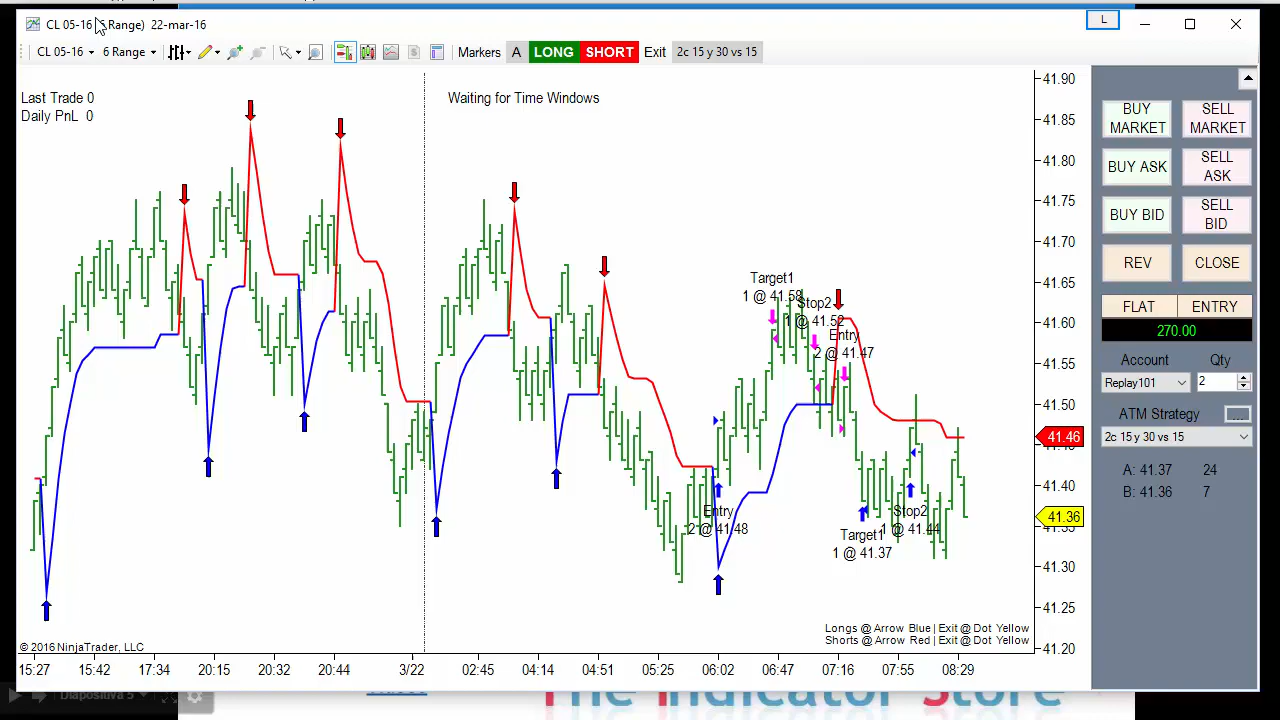 CL 05-16 (6 Range) 22-mar-16
L
CL 05-16
6 Range
Markers
A
LONG
SHORT
Exit
2c 15 y 30 vs 15
Last Trade 0
Daily PnL 0
Waiting for Time Windows
Target1
1 @ 41.58
Stop2
1 @ 41.52
Entry
2 @ 41.47
Entry
2 @ 41.48
Target1
1 @ 41.37
Stop2
1 @ 41.44
Longs @ Arrow Blue | Exit @ Dot Yellow
Shorts @ Arrow Red | Exit @ Dot Yellow
© 2016 NinjaTrader, LLC
15:27
15:42
17:34
20:15
20:32
20:44
3/22
02:45
04:14
04:51
05:25
06:02
06:47
07:16
07:55
08:29
41.90
41.85
41.80
41.75
41.70
41.65
41.60
41.55
41.50
41.46
41.40
41.36
41.35
41.30
41.25
41.20
BUY MARKET
SELL MARKET
BUY ASK
SELL ASK
BUY BID
SELL BID
REV
CLOSE
FLAT
ENTRY
270.00
Account
Qty
Replay101
2
ATM Strategy
....
2c 15 y 30 vs 15
A: 41.37 24
B: 41.36 7
Diapositiva 5
The Indicator Store